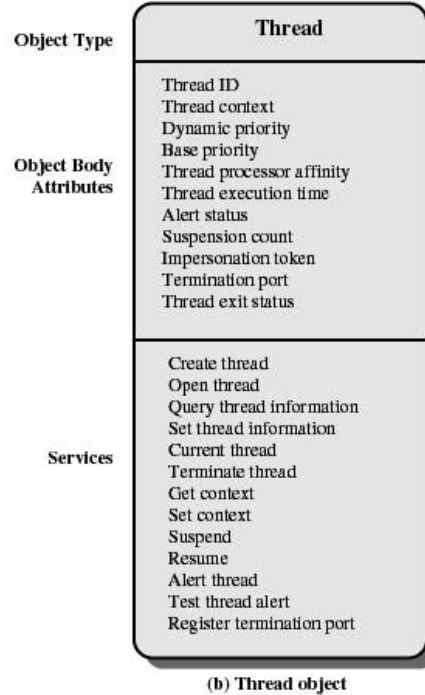 Object Type
Thread
Object Body
Attributes
Thread ID
Thread context
Dynamic priority
Base priority
Thread processor affinity
Thread execution time
Alert status
Suspension count
Impersonation token
Termination port
Thread exit status
Services
Create thread
Open thread
Query thread information
Set thread information
Current thread
Terminate thread
Get context
Set context
Suspend
Resume
Alert thread
Test thread alert
Register termination port
(b) Thread object